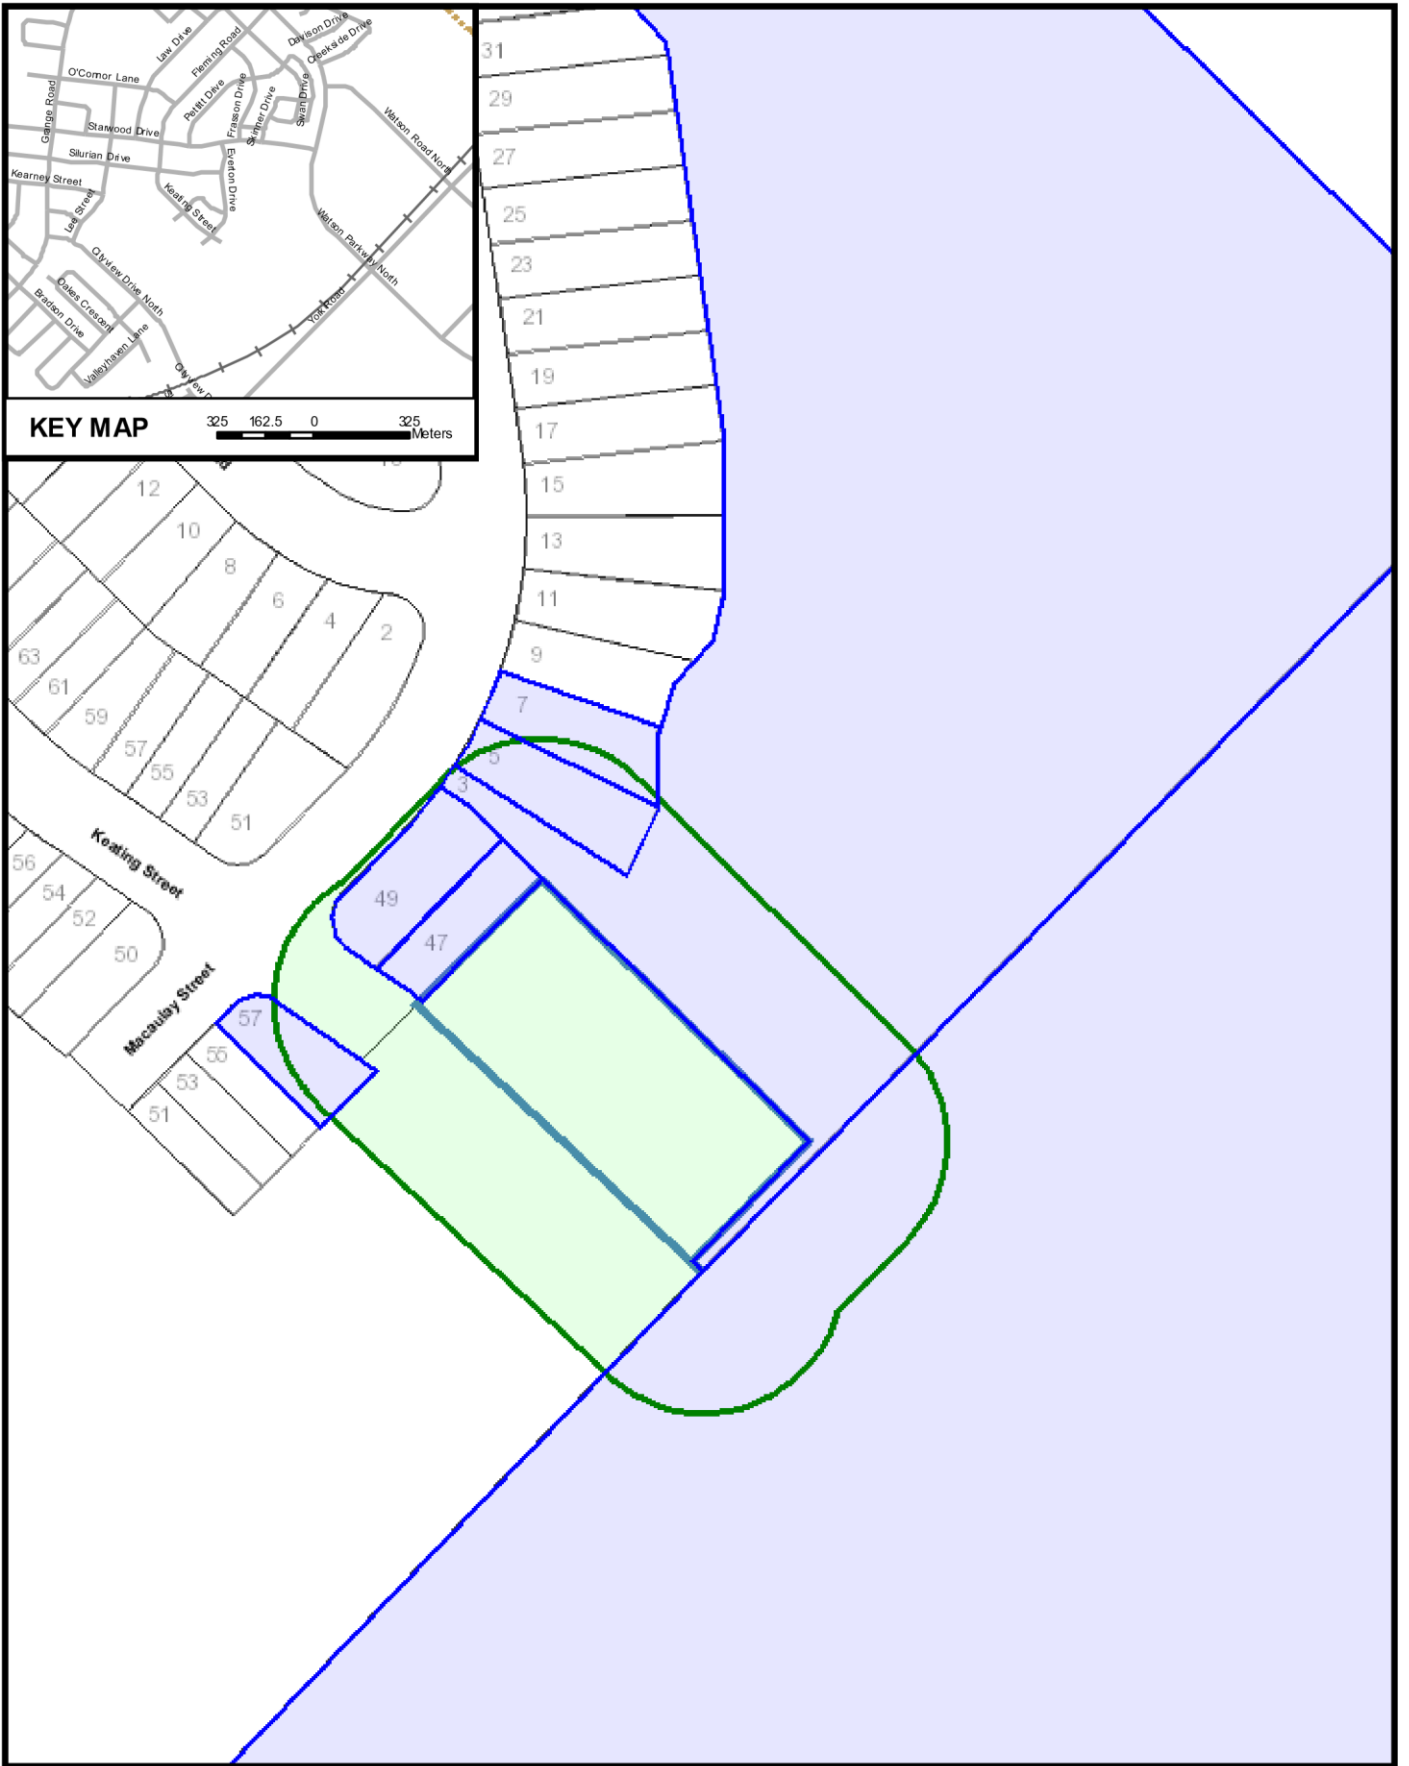 Davison Drive
Creekside Drive
Law Drive
Fleming Road
O'Connor Lane
Pettitt Drive
Frasson Drive
Skinner Drive
Swan Drive
Grange Road
Watson Road North
Starwood Drive
Silurian Drive
Everton Drive
Kearney Street
Keating Street
Lee Street
Watson Parkway North
Cityview Drive North
Oakes Crescent
Bradson Drive
York Road
Valleyhaven Lane
KEY MAP
325 162.5 0 325
Meters
31
29
27
25
23
21
19
17
15
13
11
9
7
5
3
12
10
8
6
4
2
63
61
59
57
55
53
51
Keating Street
56
54
52
50
49
47
Macaulay Street
57
55
53
51